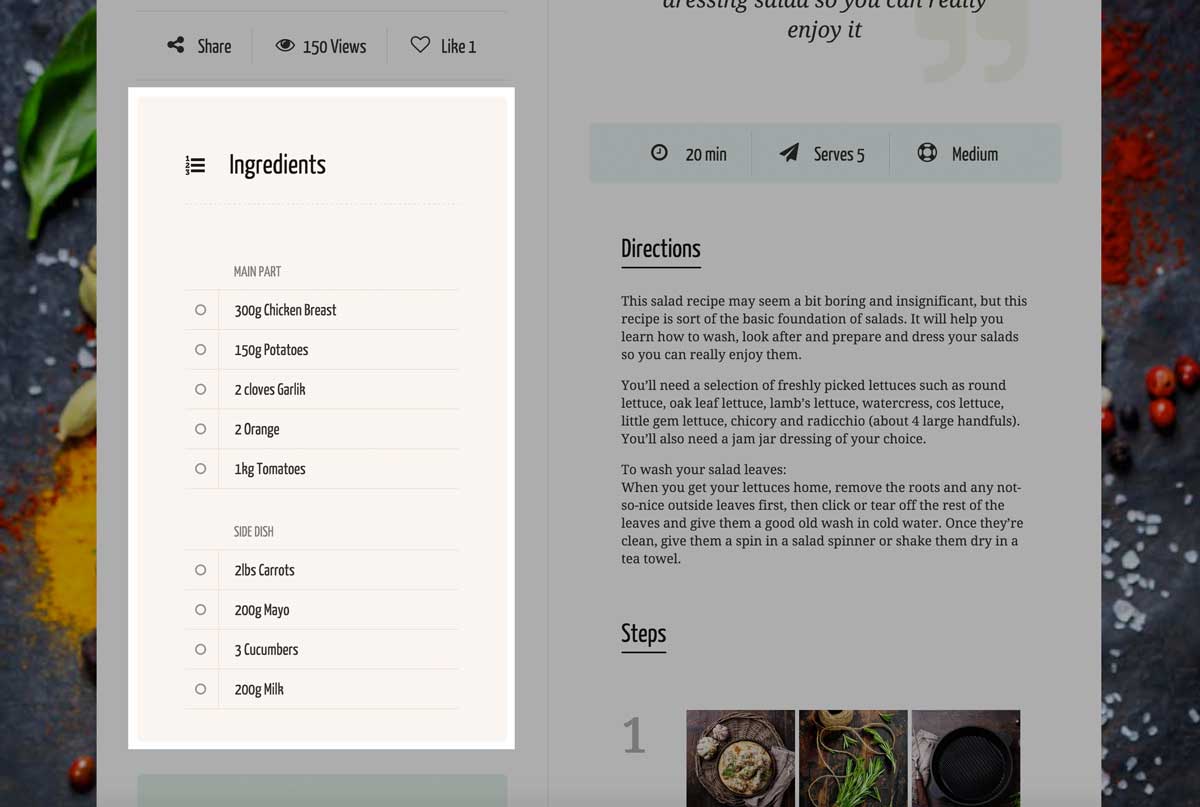 Share
150 Views
Like 1
Ingredients
MAIN PART
300g Chicken Breast
150g Potatoes
2 cloves Garlik
2 Orange
1kg Tomatoes
SIDE DISH
2lbs Carrots
200g Mayo
3 Cucumbers
200g Milk
dressing salad so you can really
enjoy it
20 min
Serves 5
Medium
Directions
This salad recipe may seem a bit boring and insignificant, but this
recipe is sort of the basic foundation of salads. It will help you
learn how to wash, look after and prepare and dress your salads
so you can really enjoy them.
You’ll need a selection of freshly picked lettuces such as round
lettuce, oak leaf lettuce, lamb’s lettuce, watercress, cos lettuce,
little gem lettuce, chicory and radicchio (about 4 large handfuls).
You’ll also need a jam jar dressing of your choice.
To wash your salad leaves:
When you get your lettuces home, remove the roots and any not-
so-nice outside leaves first, then click or tear off the rest of the
leaves and give them a good old wash in cold water. Once they’re
clean, give them a spin in a salad spinner or shake them dry in a
tea towel.
Steps
1